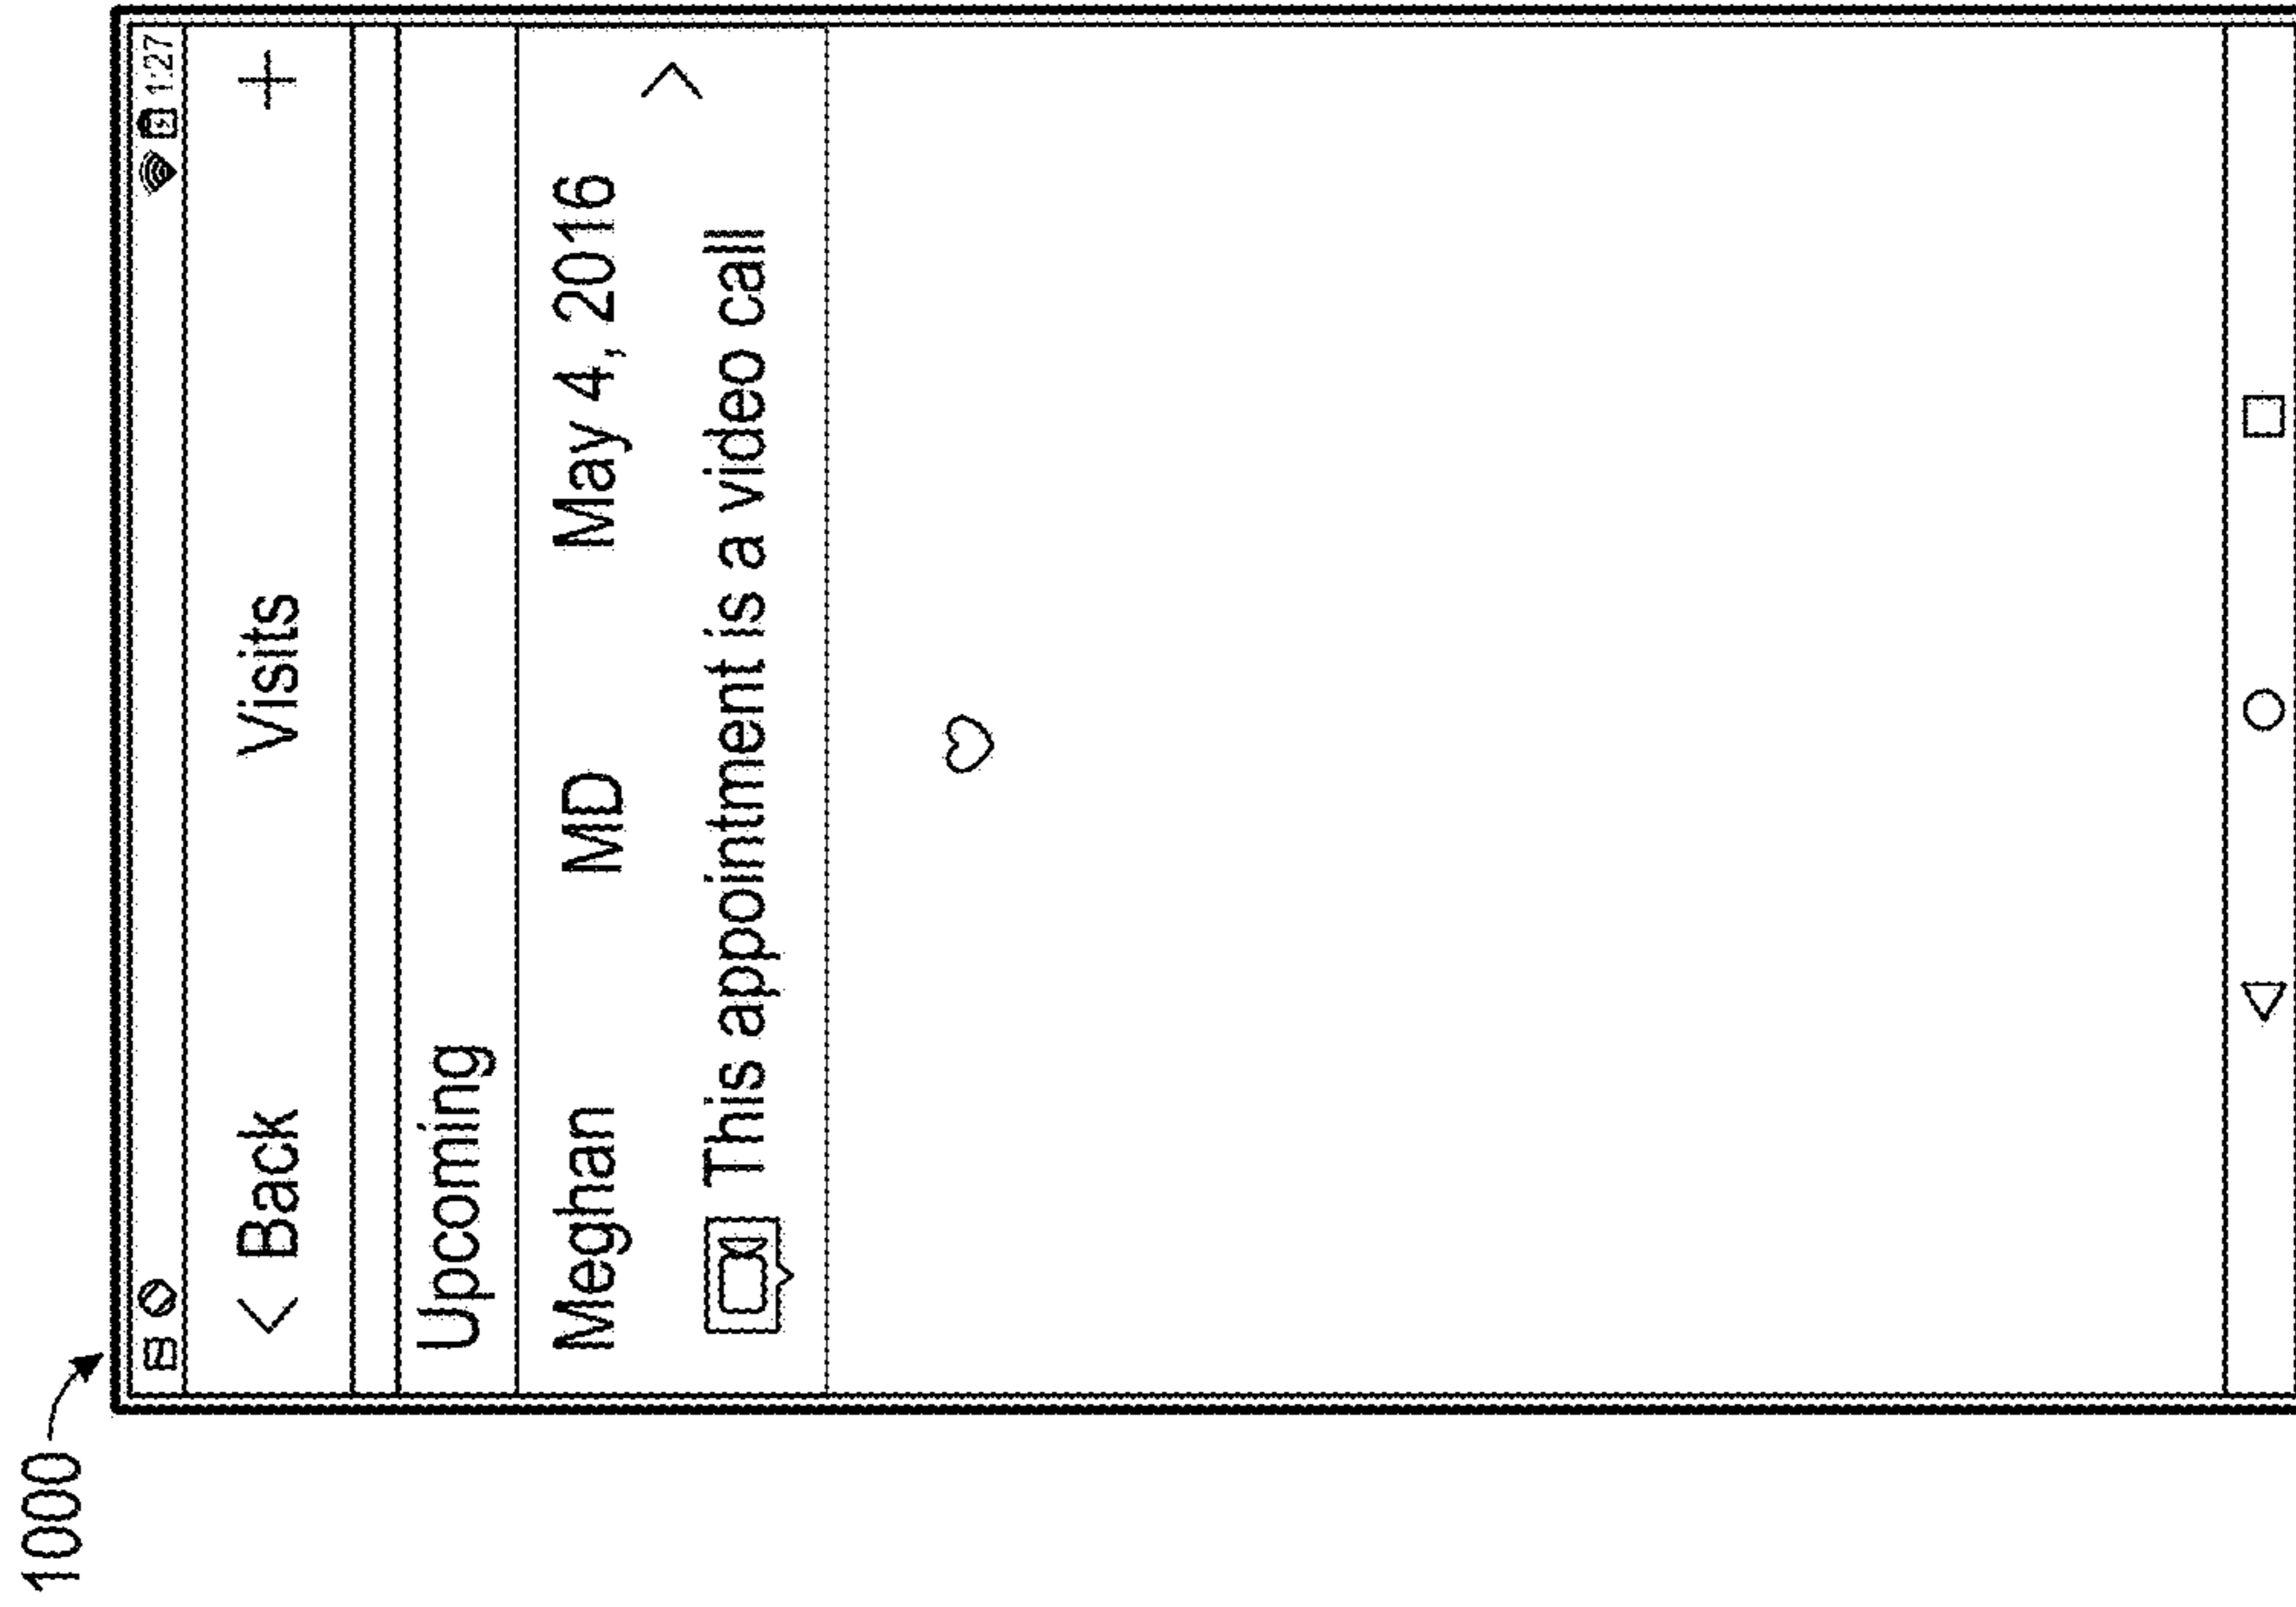 1000
1:27
< Back Visits +
Upcoming
Meghan MD May 4, 2016 >
This appointment is a video call